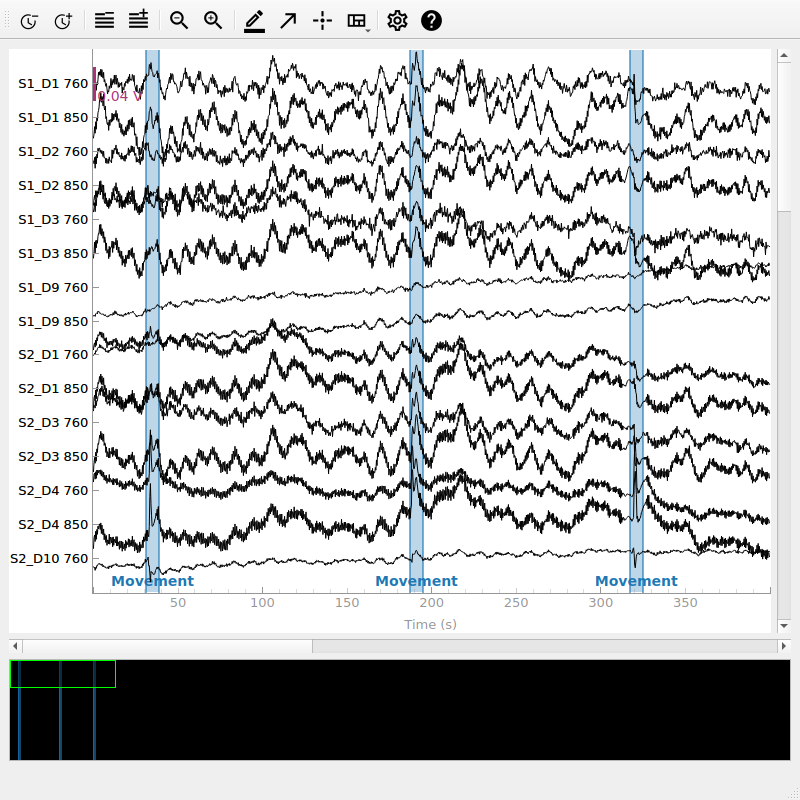 S1_D1 760
0.04 V
S1_D1 850
S1_D2 760
S1_D2 850
S1_D3 760
S1_D3 850
S1_D9 760
S1_D9 850
S2_D1 760
S2_D1 850
S2_D3 760
S2_D3 850
S2_D4 760
S2_D4 850
S2_D10 760
Movement Movement Movement
50 100 150 200 250 300 350
Time (s)